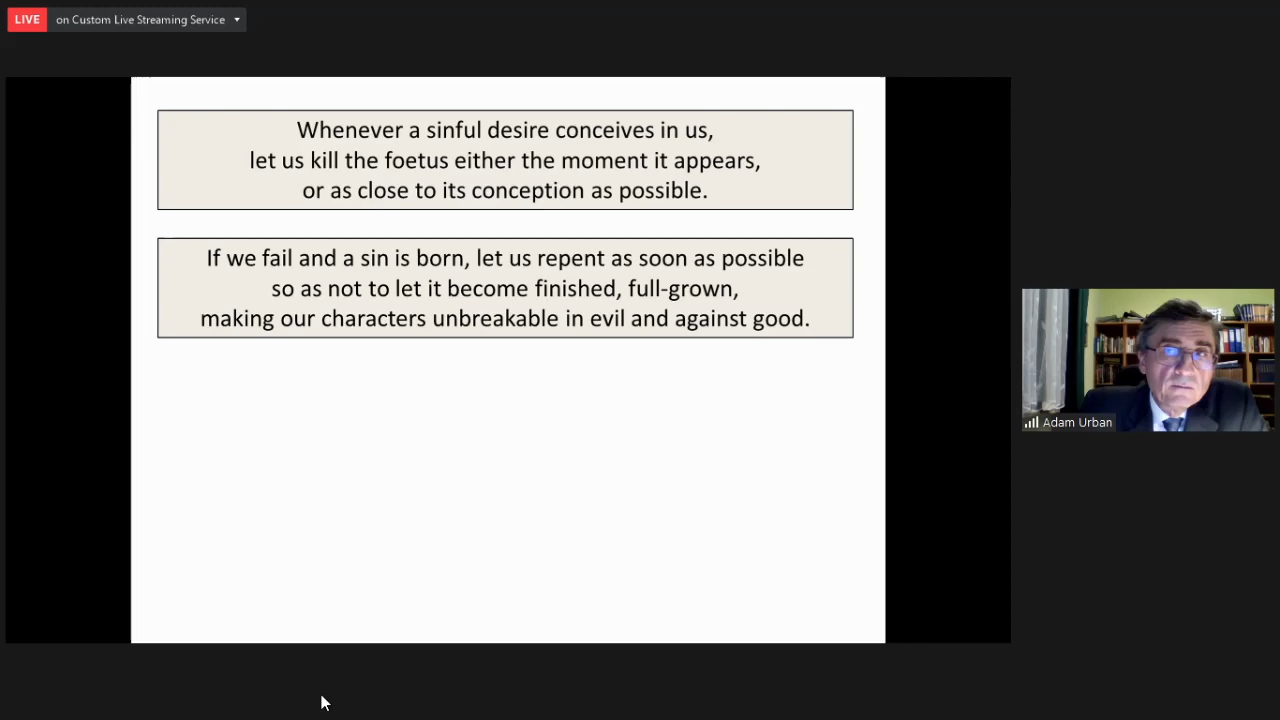 LIVE on Custom Live Streaming Service
Whenever a sinful desire conceives in us,
let us kill the foetus either the moment it appears,
or as close to its conception as possible.
If we fail and a sin is born, let us repent as soon as possible
so as not to let it become finished, full-grown,
making our characters unbreakable in evil and against good.
Adam Urban